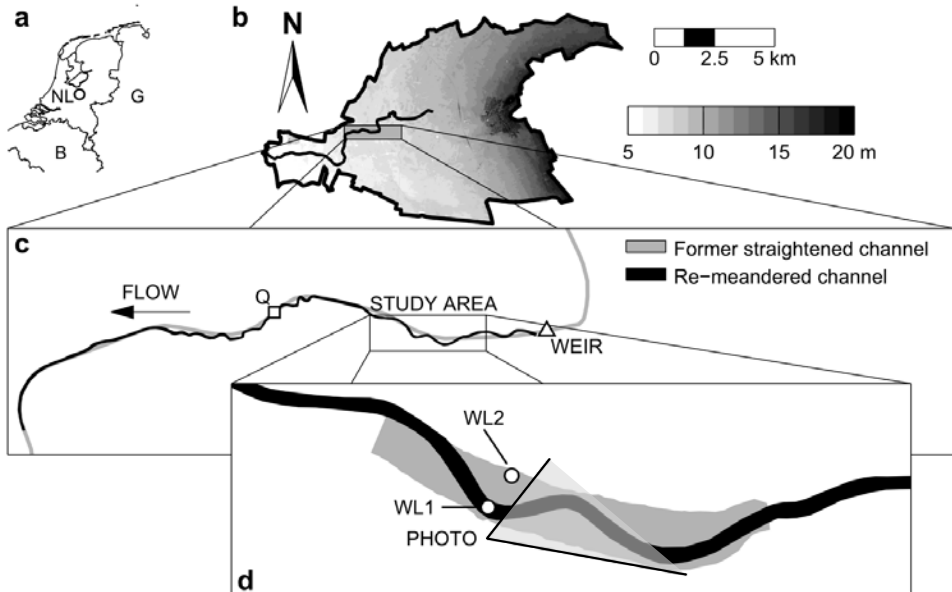 a
NL
G
B
b
N
0 2.5 5 km
5 10 15 20 m
c
Former straightened channel
Re-meandered channel
FLOW
Q
STUDY AREA
WEIR
WL2
WL1
PHOTO
d